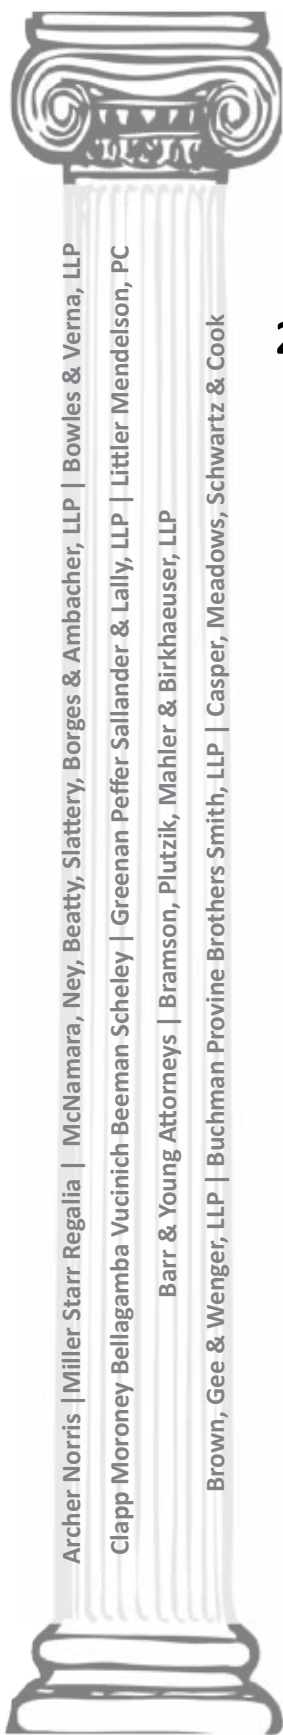 Archer Norris |Miller Starr Regalia | McNamara, Ney, Beatty, Slattery, Borges & Ambacher, LLP | Bowles & Verna, LLP
Clapp Moroney Bellagamba Vucinich Beeman Scheley | Greenan Peffer Sallander & Lally, LLP | Littler Mendelson, PC
Barr & Young Attorneys | Bramson, Plutzik, Mahler & Birkhaeuser, LLP
Brown, Gee & Wenger, LLP | Buchman Provine Brothers Smith, LLP | Casper, Meadows, Schwartz & Cook